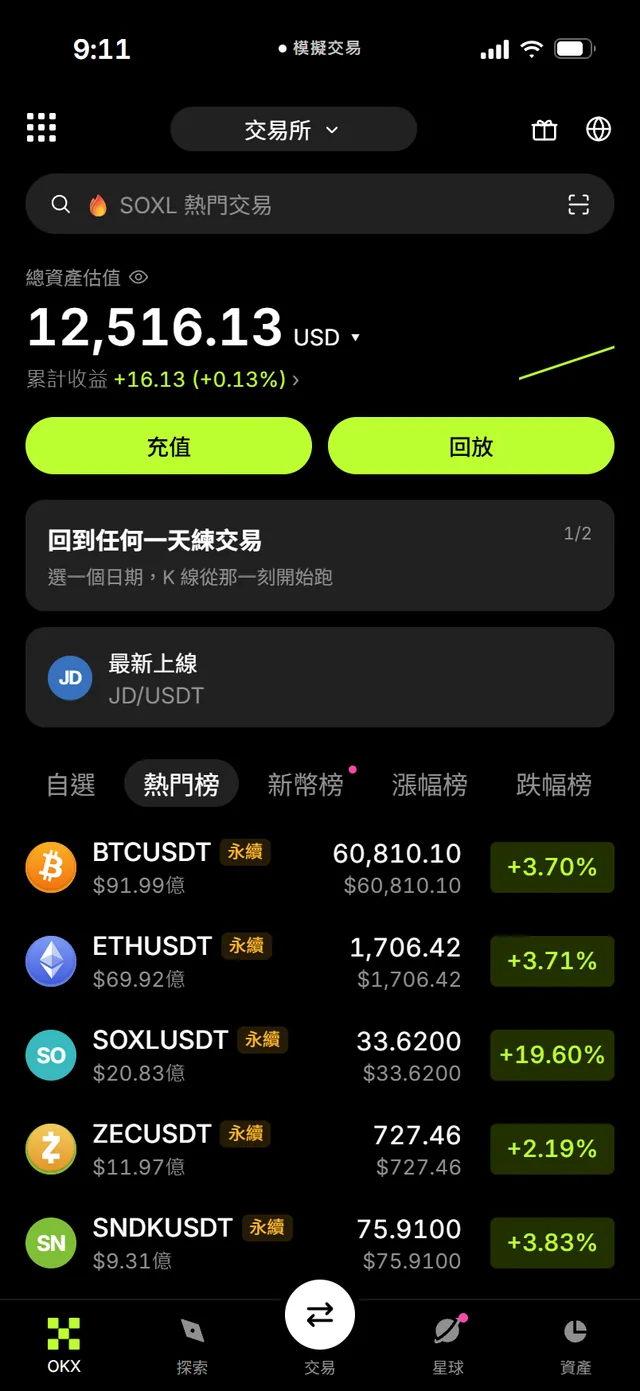 9:11
模擬交易
交易所
SOXL 熱門交易
總資產估值
12,516.13 USD
累計收益 +16.13 (+0.13%) ›
充值
回放
回到任何一天練交易
1/2
選一個日期，K 線從那一刻開始跑
JD
最新上線
JD/USDT
自選 熱門榜 新幣榜 漲幅榜 跌幅榜
BTCUSDT 永續 60,810.10 +3.70%
$91.99億 $60,810.10
ETHUSDT 永續 1,706.42 +3.71%
$69.92億 $1,706.42
SO SOXLUSDT 永續 33.6200 +19.60%
$20.83億 $33.6200
ZECUSDT 永續 727.46 +2.19%
$11.97億 $727.46
SN SNDKUSDT 永續 75.9100 +3.83%
$9.31億 $75.9100
OKX 探索 交易 星球 資產